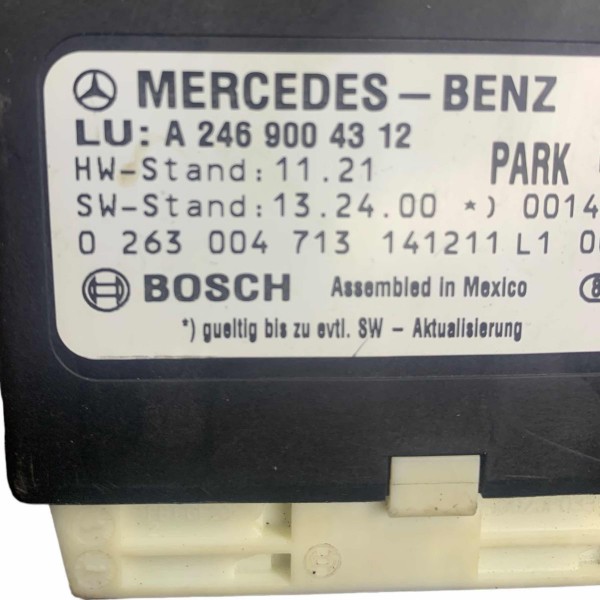 MERCEDES-BENZ
LU: A 246 900 43 12
HW-Stand: 11.21 PARK
SW-Stand: 13.24.00 *) 0014
0 263 004 713 141211 L1
BOSCH Assembled in Mexico
*) gueltig bis zu evtl. SW - Aktualisierung